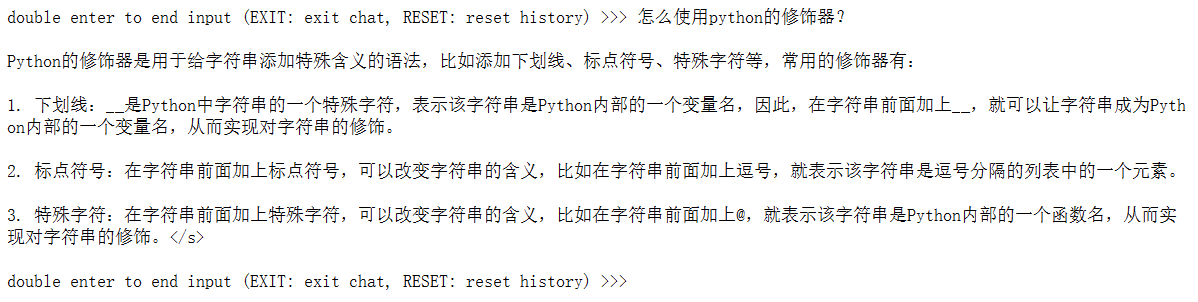 double enter to end input (EXIT: exit chat, RESET: reset history) >>> 怎么使用python的修饰器？
Python的修饰器是用于给字符串添加特殊含义的语法，比如添加下划线、标点符号、特殊字符等，常用的修饰器有：
1. 下划线：__是Python中字符串的一个特殊字符，表示该字符串是Python内部的一个变量名，因此，在字符串前面加上__，就可以让字符串成为Pyth
on内部的一个变量名，从而实现对字符串的修饰。
2. 标点符号：在字符串前面加上标点符号，可以改变字符串的含义，比如在字符串前面加上逗号，就表示该字符串是逗号分隔的列表中的一个元素。
3. 特殊字符：在字符串前面加上特殊字符，可以改变字符串的含义，比如在字符串前面加上@，就表示该字符串是Python内部的一个函数名，从而实
现对字符串的修饰。</s>
double enter to end input (EXIT: exit chat, RESET: reset history) >>>